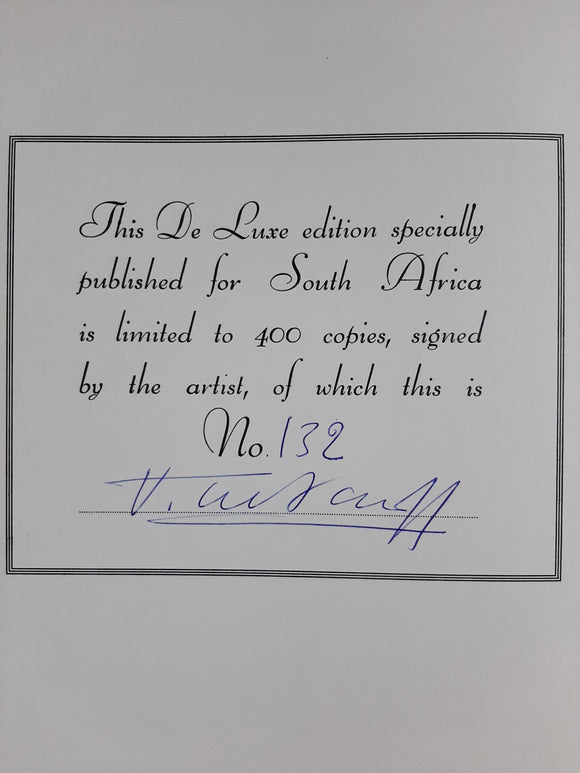 This De Luxe edition specially
published for South Africa
is limited to 400 copies, signed
by the artist, of which this is
No. 132